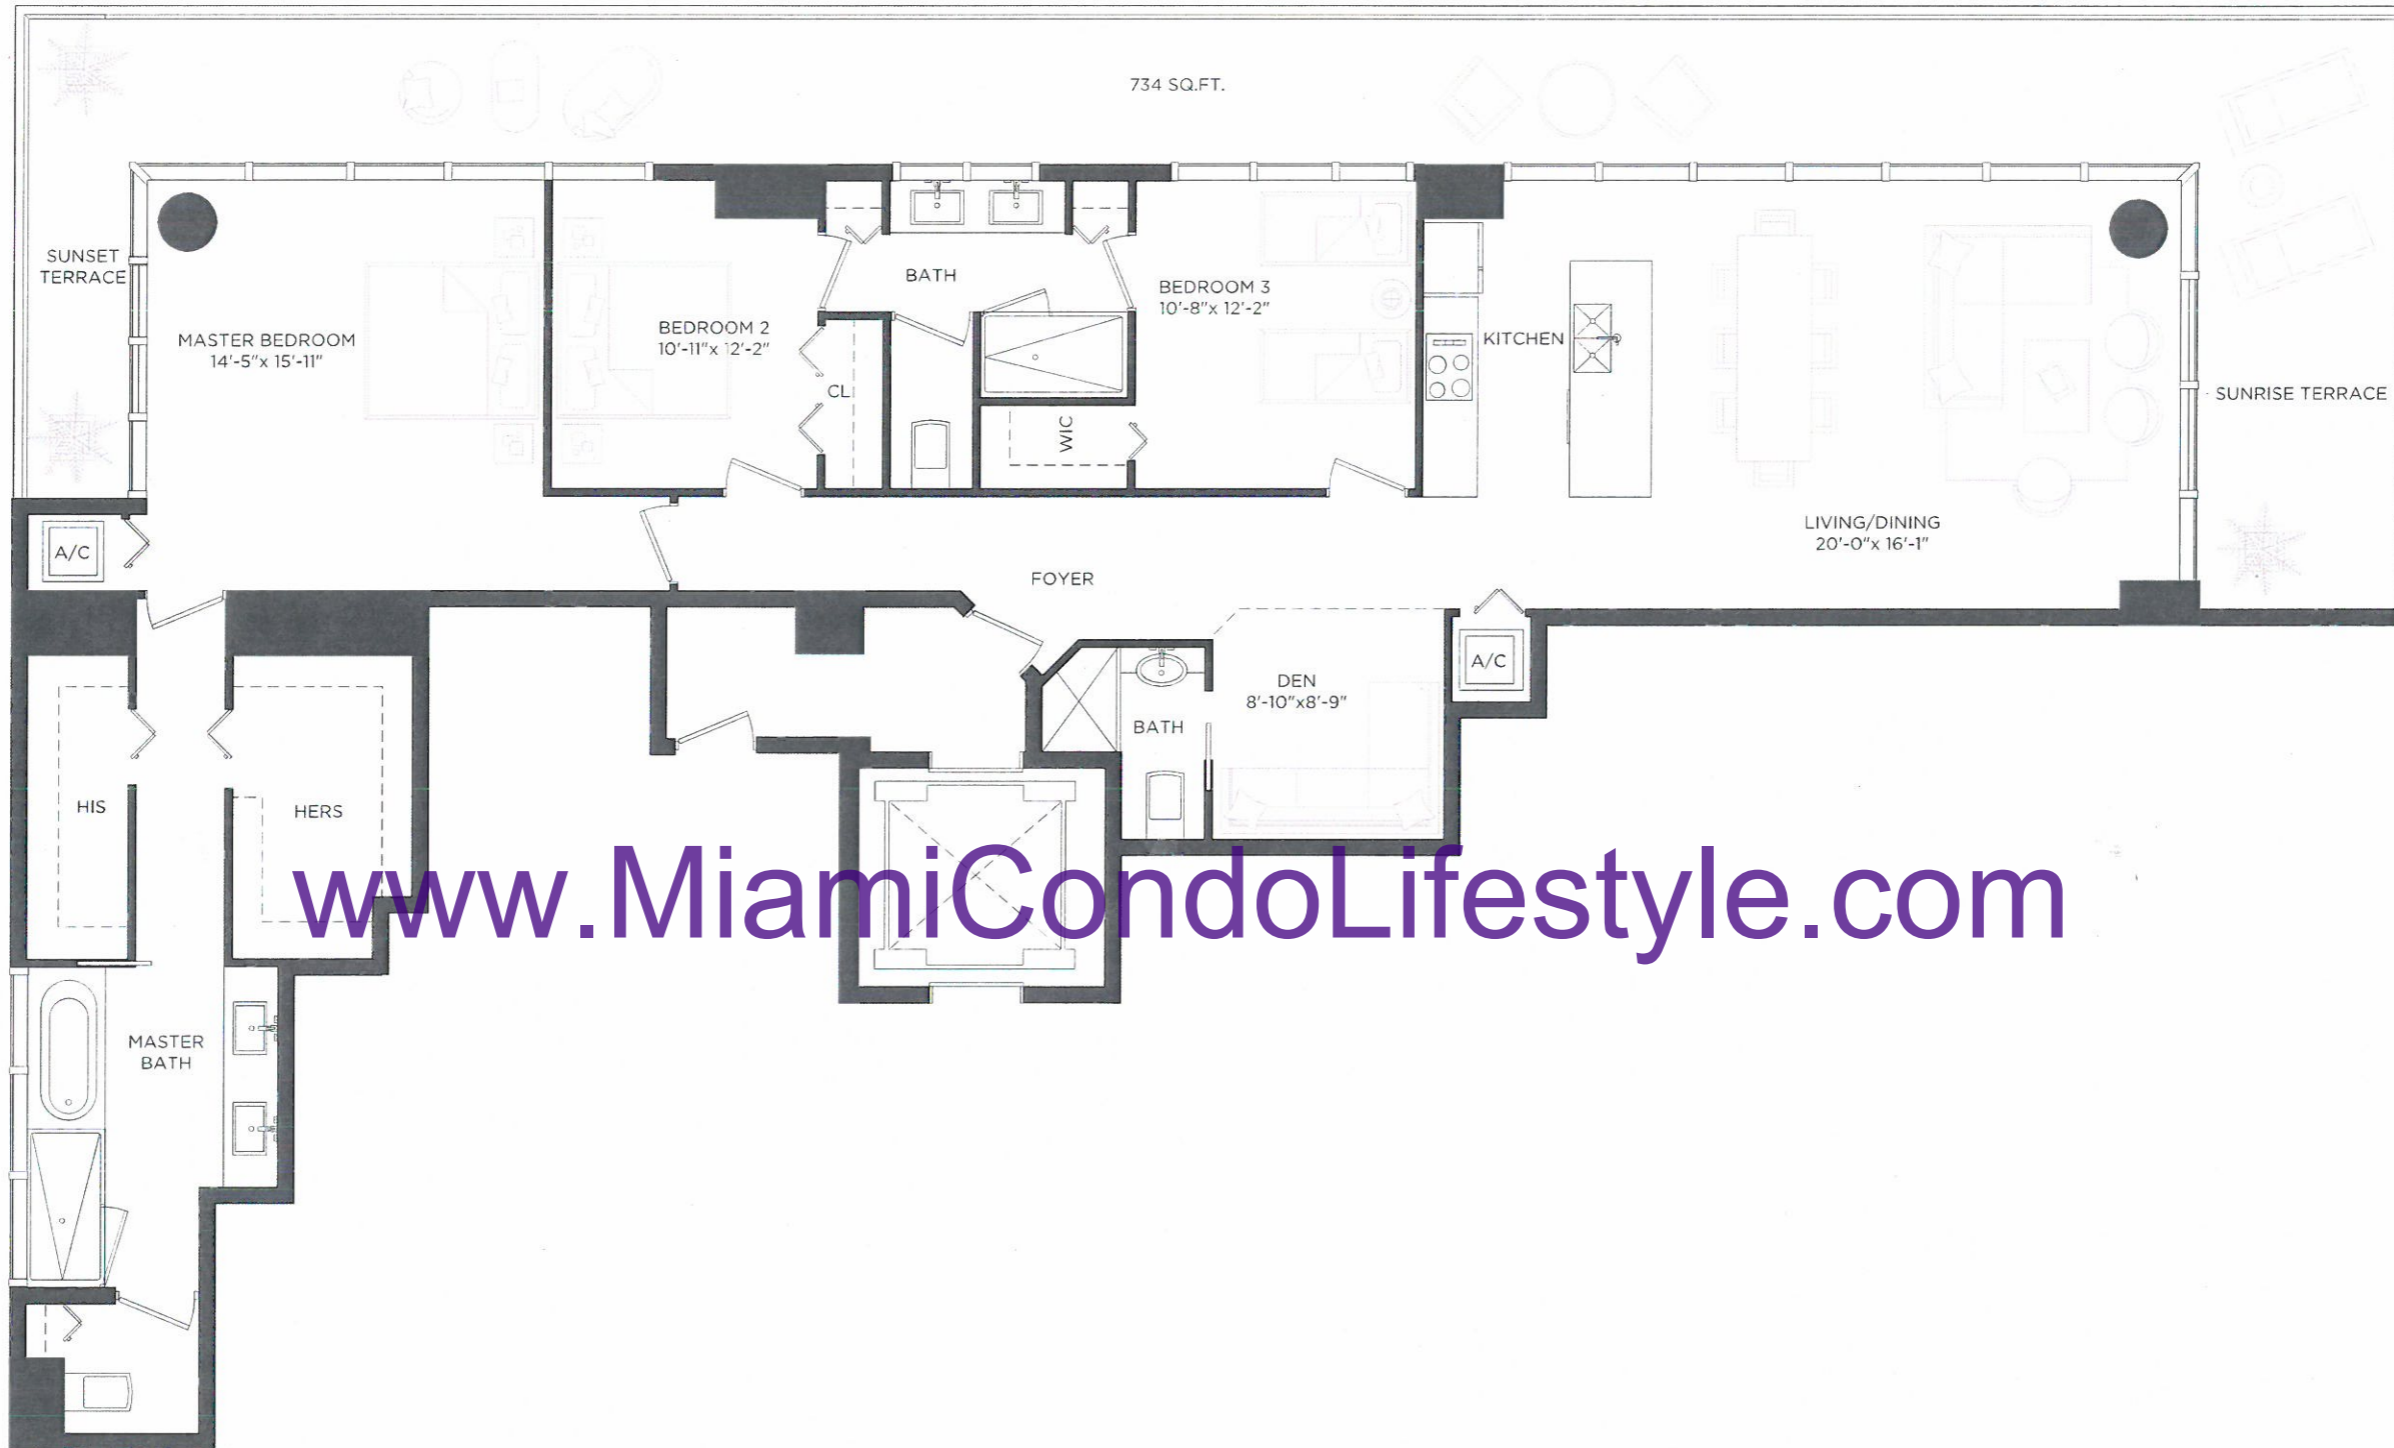 734 SQ.FT.
SUNSET
TERRACE
MASTER BEDROOM
14'-5"x 15'-11"
BEDROOM 2
10'-11"x 12'-2"
CL
BATH
WIC
BEDROOM 3
10'-8"x 12'-2"
KITCHEN
LIVING/DINING
20'-0"x 16'-1"
SUNRISE TERRACE
A/C
FOYER
A/C
DEN
8'-10"x8'-9"
BATH
HIS
HERS
www.MiamiCondoLifestyle.com
MASTER
BATH